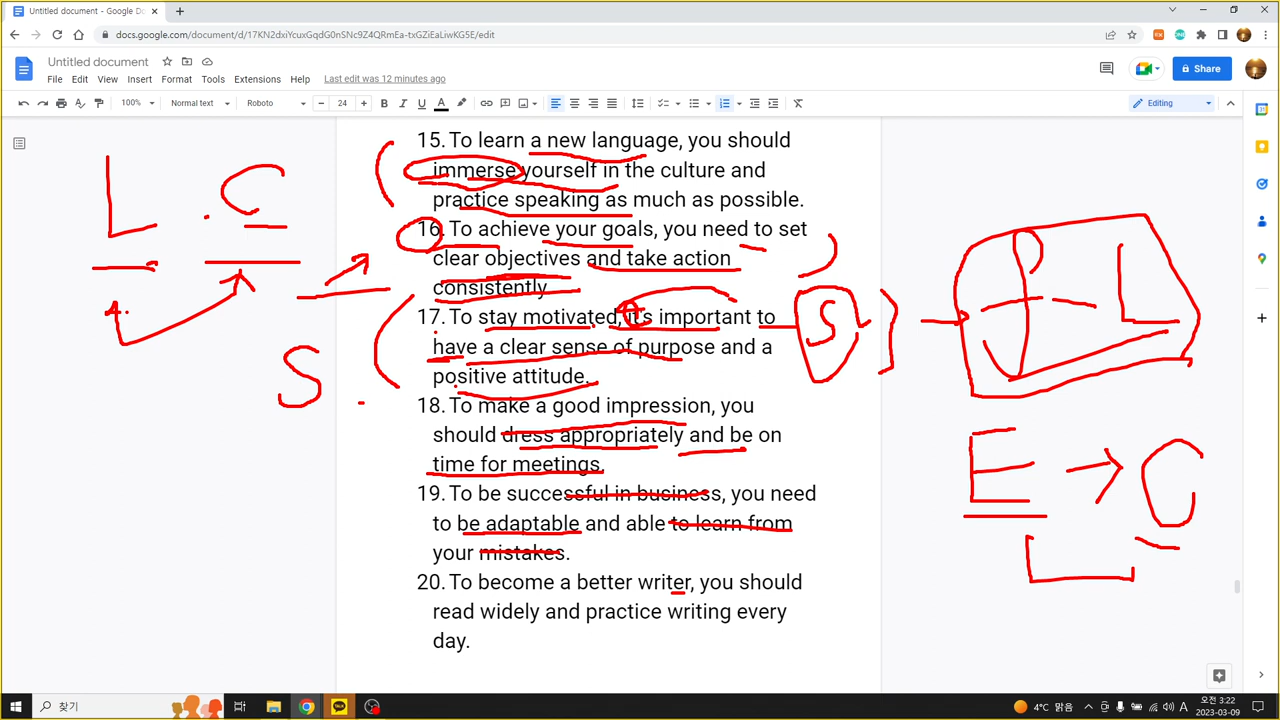 Untitled document - Google Do
docs.google.com/document/d/17KN2dxiYcuxGqdG0nSNc9Z4QRmEa-txGZiEaLiwKG5E/edit
Untitled document
File Edit View Insert Format Tools Extensions Help Last edit was 12 minutes ago
Share
100% Normal text Roboto 24 Editing
15. To learn a new language, you should
immerse yourself in the culture and
practice speaking as much as possible.
16. To achieve your goals, you need to set
clear objectives and take action
consistently
17. To stay motivated, it's important to
have a clear sense of purpose and a
positive attitude.
18. To make a good impression, you
should dress appropriately and be on
time for meetings.
19. To be successful in business, you need
to be adaptable and able to learn from
your mistakes.
20. To become a better writer, you should
read widely and practice writing every
day.
L C
S
S
L
E → C
찾기
4°C 맑음 A 오전 3:22
2023-03-09